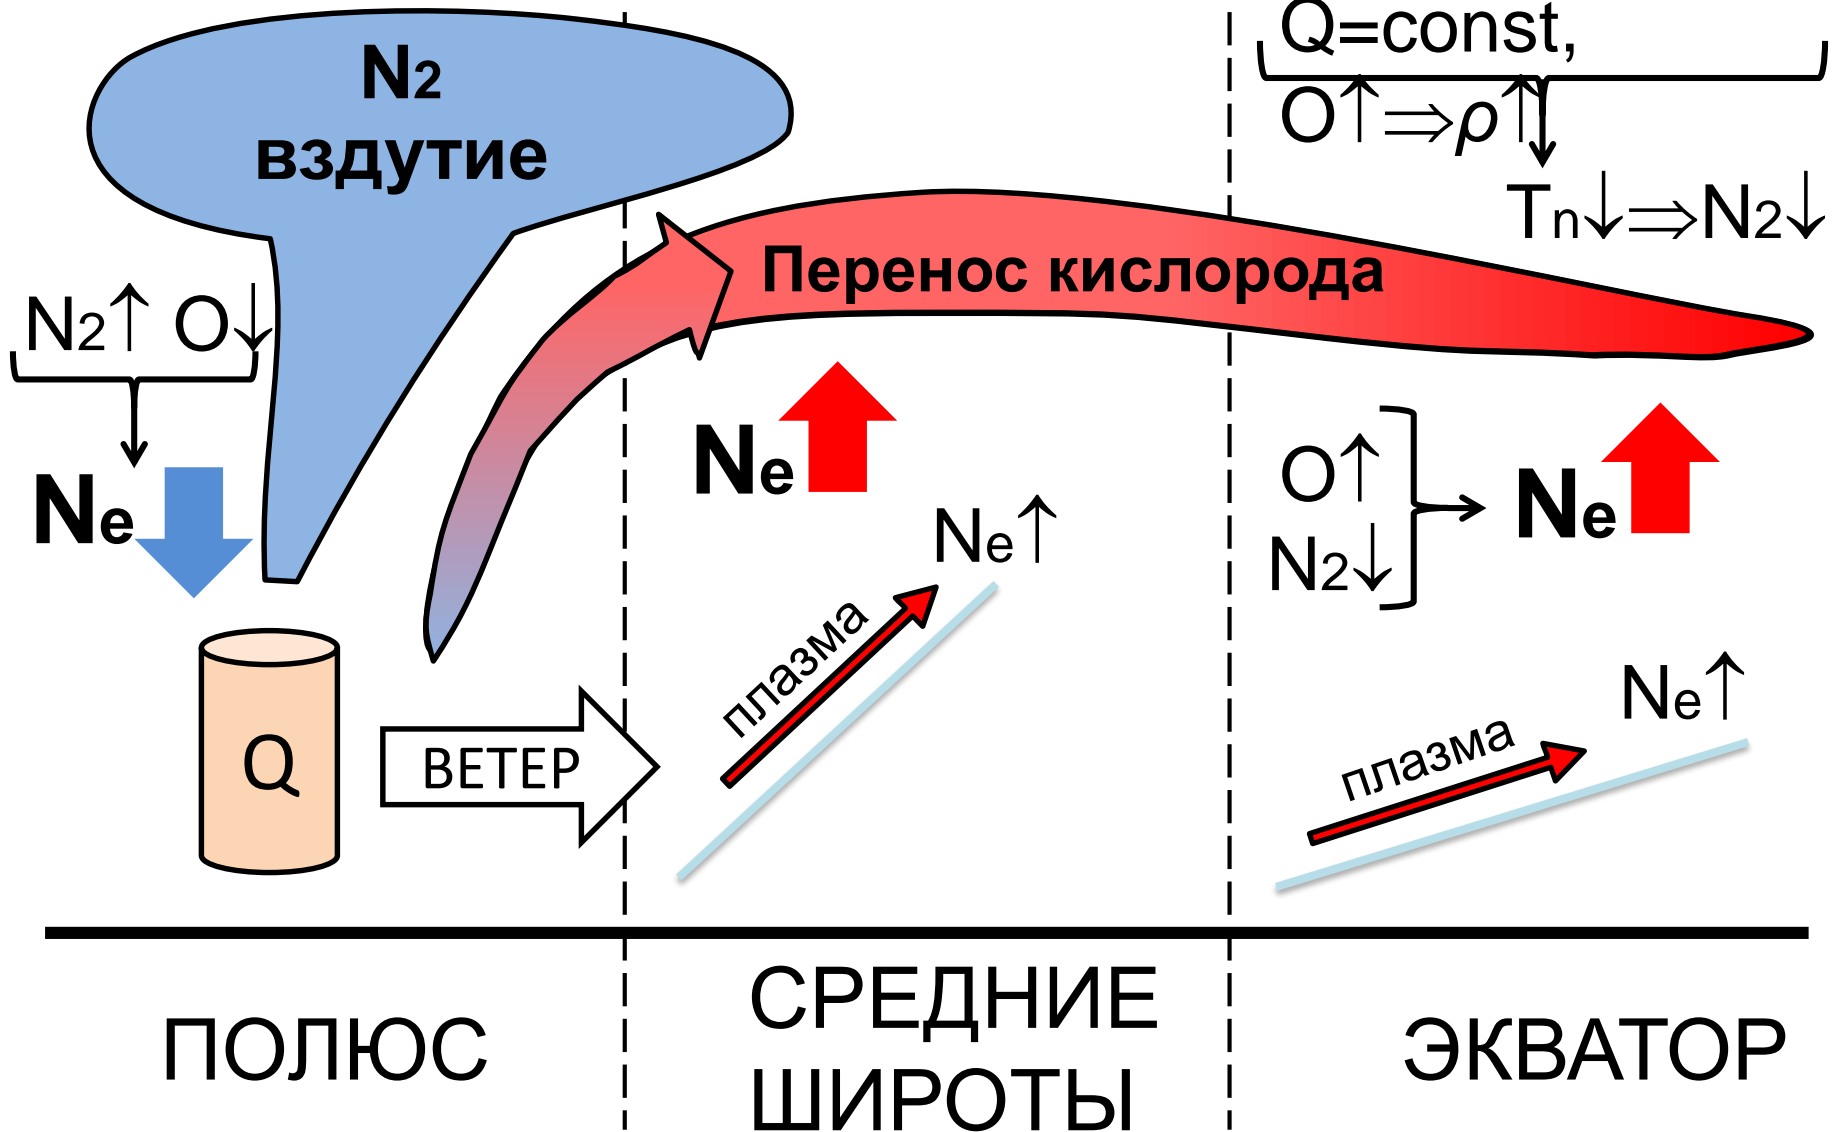 N2
вздутие
N2↑ O↓
Ne
Q
ВЕТЕР
Перенос кислорода
Ne
Ne↑
плазма
Q=const,
O↑⇒ρ↑
Tn↓⇒N2↓
O↑
N2↓
Ne
Ne↑
плазма
ПОЛЮС
СРЕДНИЕ
ШИРОТЫ
ЭКВАТОР